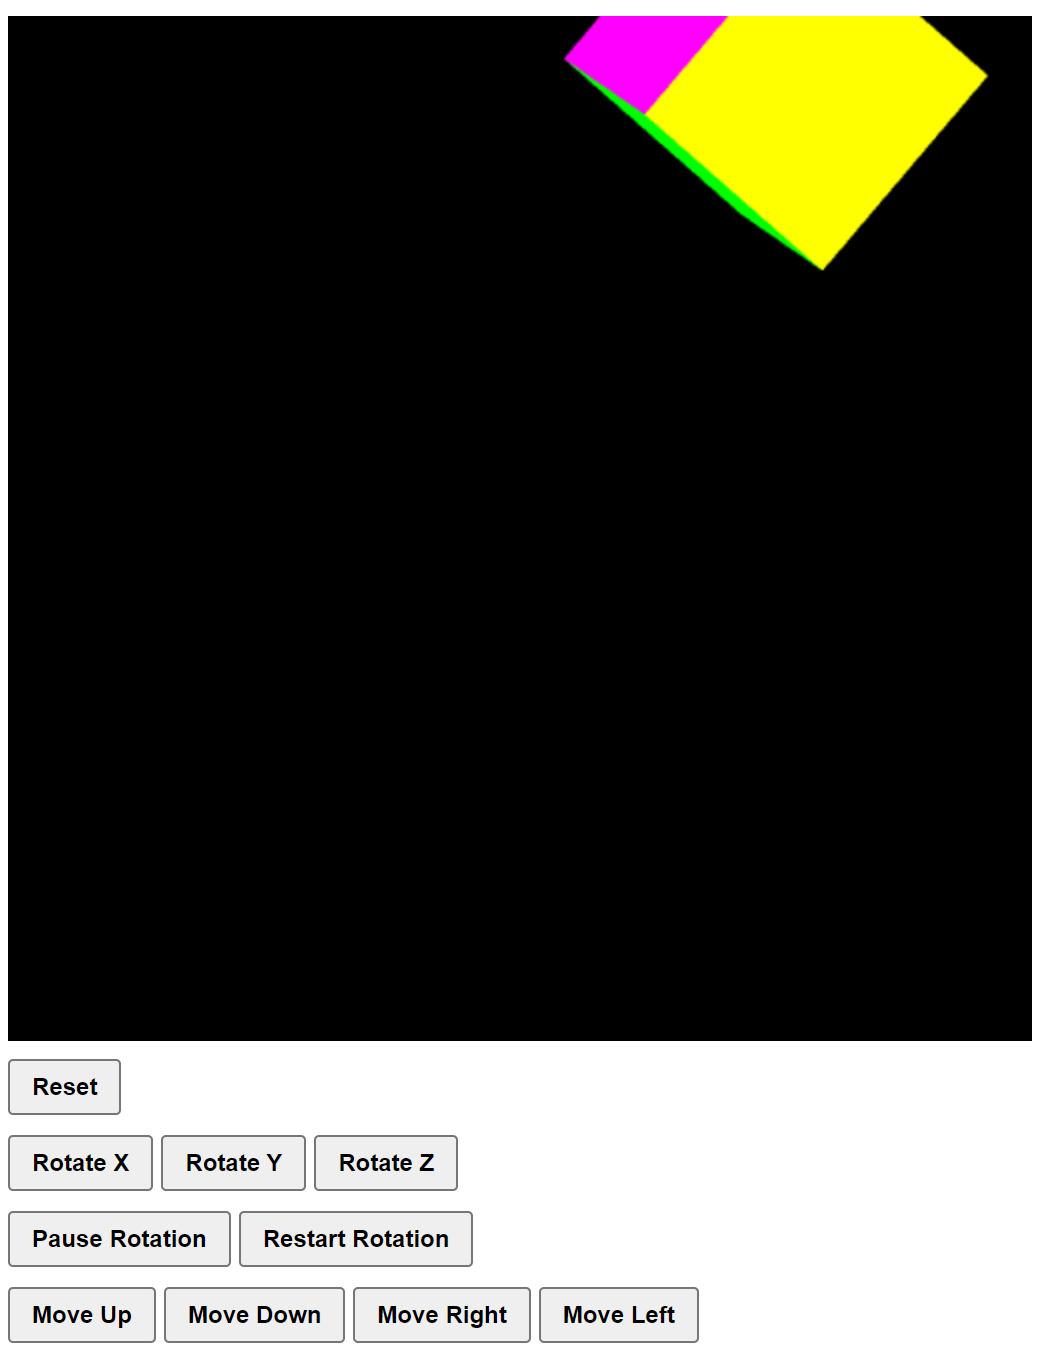 Reset
Rotate X Rotate Y Rotate Z
Pause Rotation Restart Rotation
Move Up Move Down Move Right Move Left